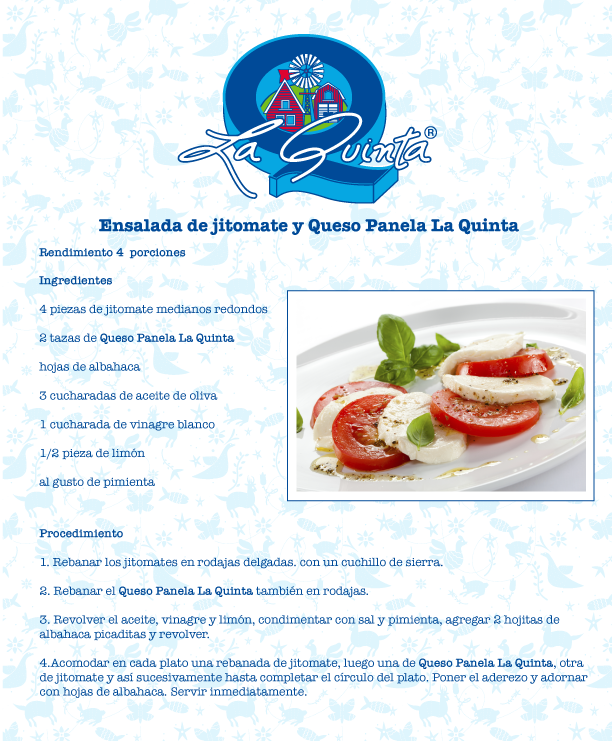 La Quinta®
Ensalada de jitomate y Queso Panela La Quinta
Rendimiento 4 porciones
Ingredientes
4 piezas de jitomate medianos redondos
2 tazas de Queso Panela La Quinta
hojas de albahaca
3 cucharadas de aceite de oliva
1 cucharada de vinagre blanco
1/2 pieza de limón
al gusto de pimienta
Procedimiento
1. Rebanar los jitomates en rodajas delgadas. con un cuchillo de sierra.
2. Rebanar el Queso Panela La Quinta también en rodajas.
3. Revolver el aceite, vinagre y limón, condimentar con sal y pimienta, agregar 2 hojitas de
albahaca picaditas y revolver.
4.Acomodar en cada plato una rebanada de jitomate, luego una de Queso Panela La Quinta, otra
de jitomate y así sucesivamente hasta completar el círculo del plato. Poner el aderezo y adornar
con hojas de albahaca. Servir inmediatamente.